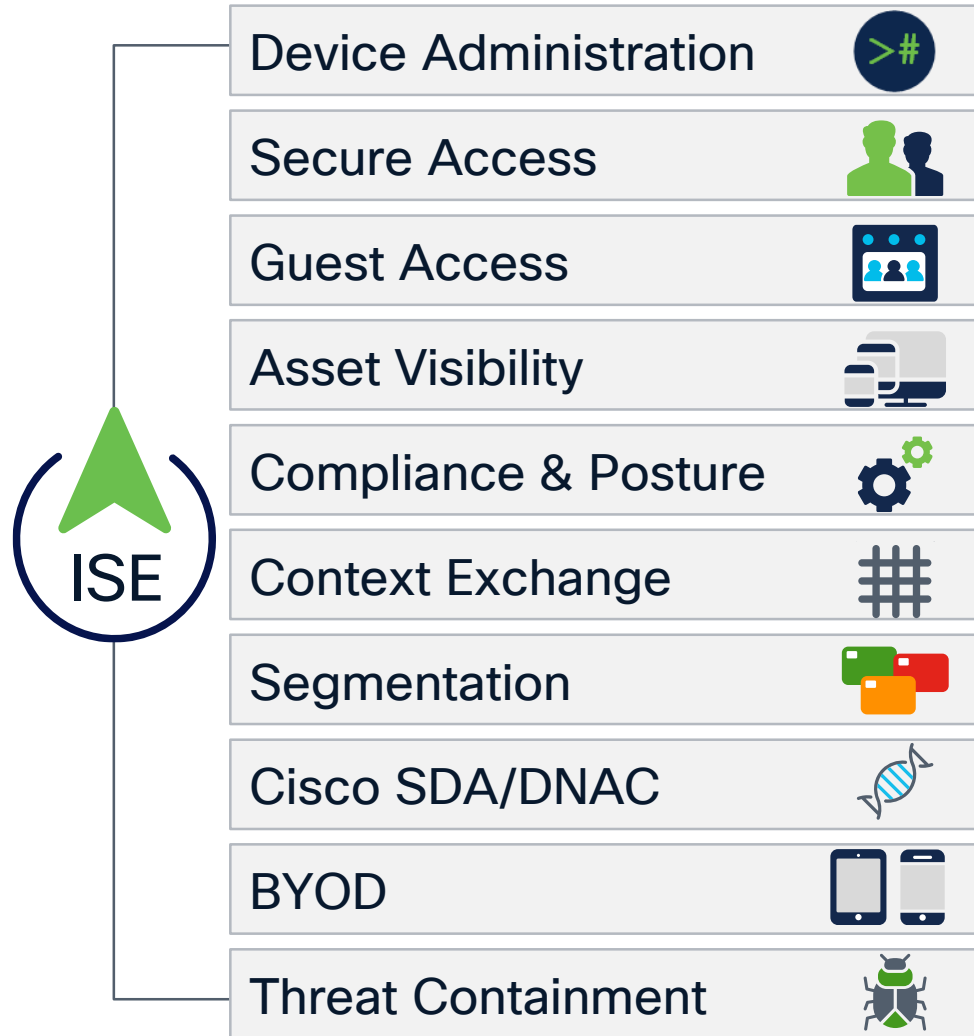 Device Administration
>#
Secure Access
Guest Access
Asset Visibility
Compliance & Posture
ISE
Context Exchange
Segmentation
Cisco SDA/DNAC
BYOD
Threat Containment